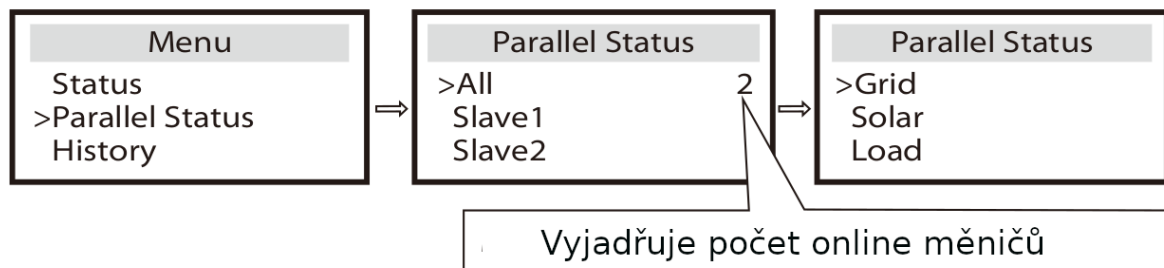 Menu
Status
>Parallel Status
History
Parallel Status
>All 2
Slave1
Slave2
Parallel Status
>Grid
Solar
Load
Vyjadřuje počet online měničů